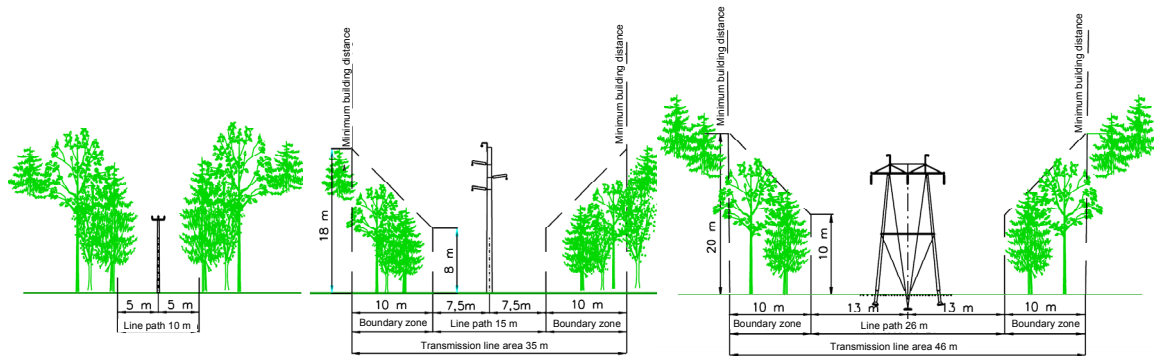 5 m
5 m
Line path 10 m
Minimum building distance
Minimum building distance
18 m
8 m
10 m
7,5m
7,5m
10 m
Boundary zone
Line path 15 m
Boundary zone
Transmission line area 35 m
Minimum building distance
Minimum building distance
20 m
10 m
10 m
13 m
13 m
10 m
Boundary zone
Line path 26 m
Boundary zone
Transmission line area 46 m